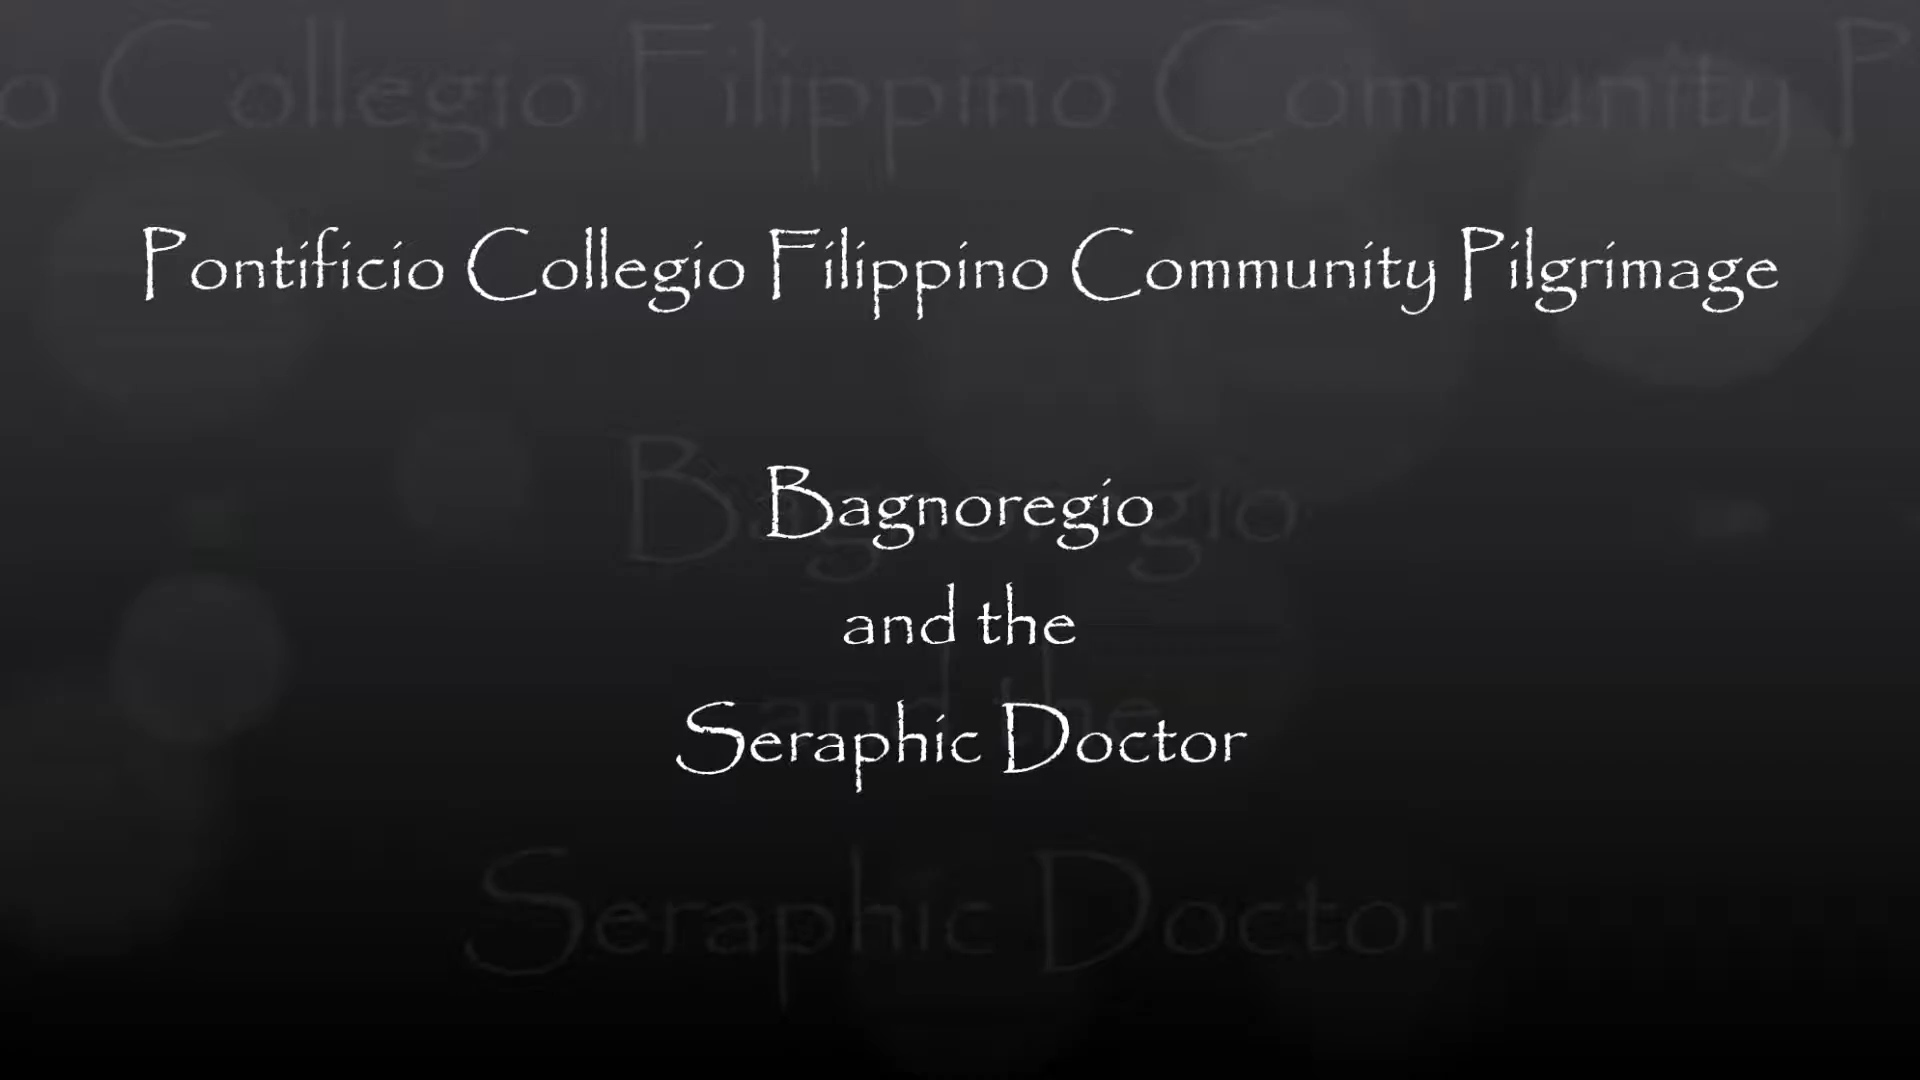 Pontificio Collegio Filippino Community Pilgrimage
Bagnoregio
and the
Seraphic Doctor